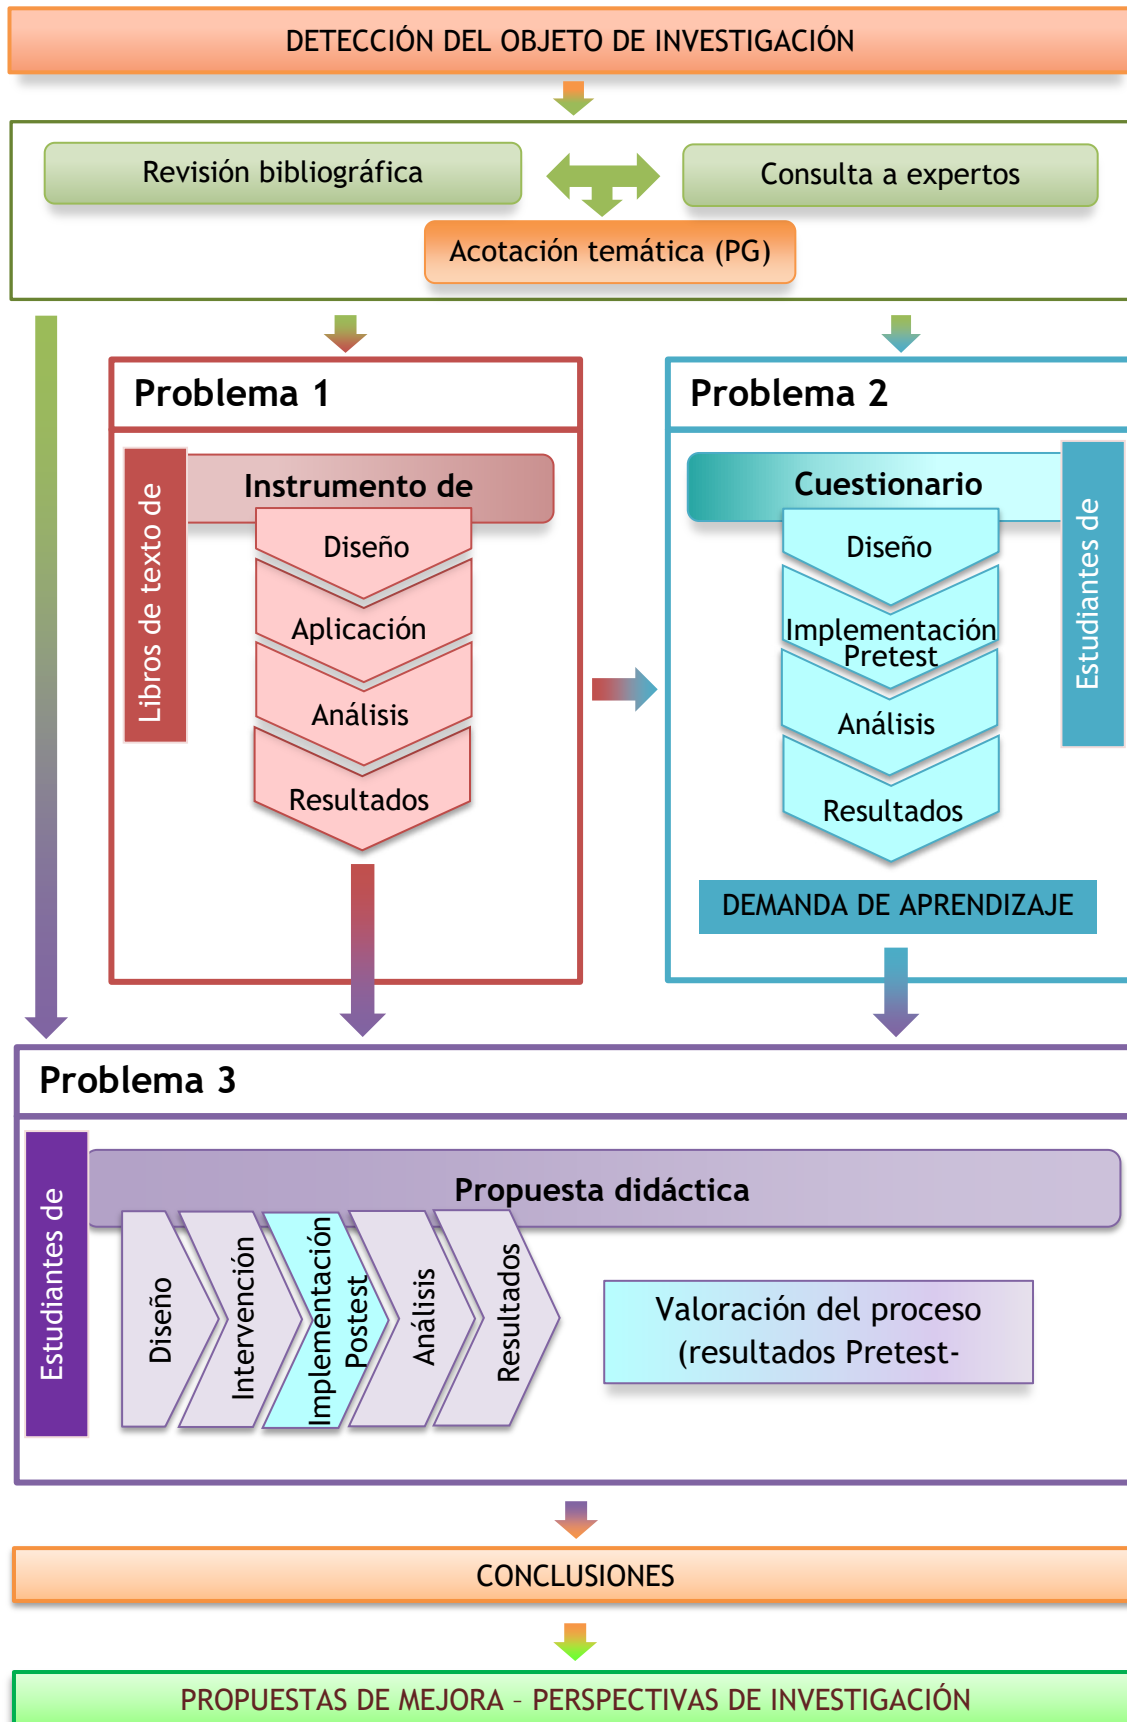 DETECCIÓN DEL OBJETO DE INVESTIGACIÓN
Revisión bibliográfica
Consulta a expertos
Acotación temática (PG)
Problema 1
Libros de texto de
Instrumento de
Diseño
Aplicación
Análisis
Resultados
Problema 2
Cuestionario
Estudiantes de
Diseño
Implementación
Pretest
Análisis
Resultados
DEMANDA DE APRENDIZAJE
Problema 3
Estudiantes de
Propuesta didáctica
Diseño
Intervención
Implementación
Postest
Análisis
Resultados
Valoración del proceso
(resultados Pretest-
CONCLUSIONES
PROPUESTAS DE MEJORA – PERSPECTIVAS DE INVESTIGACIÓN